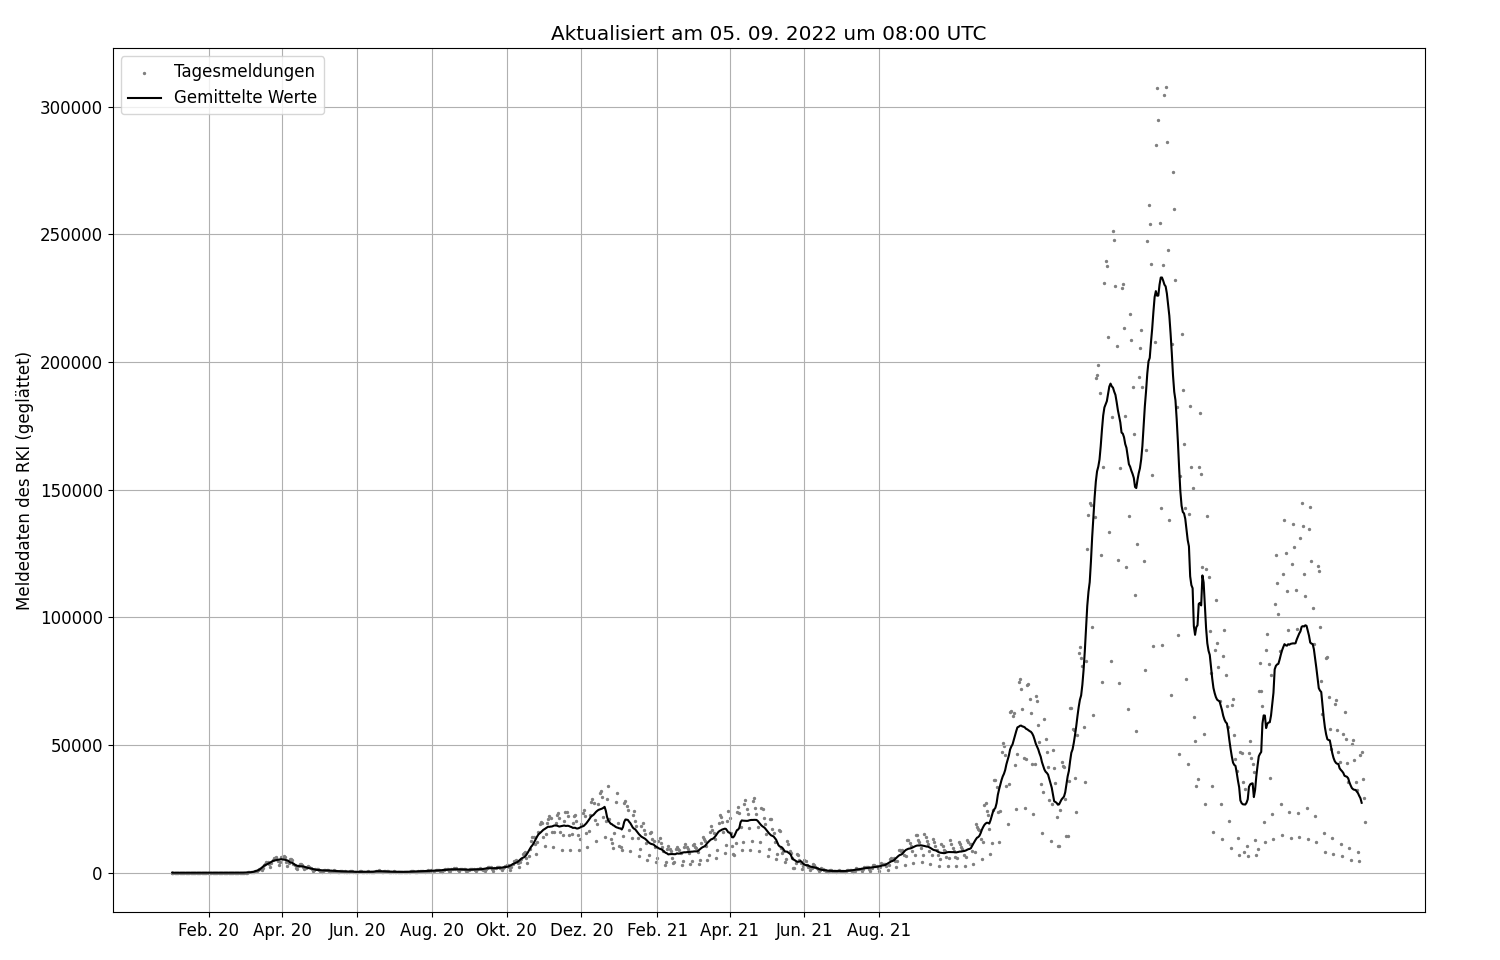 Aktualisiert am 05. 09. 2022 um 08:00 UTC
Tagesmeldungen
Gemittelte Werte
Meldedaten des RKI (geglättet)
300000
250000
200000
150000
100000
50000
0
Feb. 20 Apr. 20 Jun. 20 Aug. 20 Okt. 20 Dez. 20 Feb. 21 Apr. 21 Jun. 21 Aug. 21